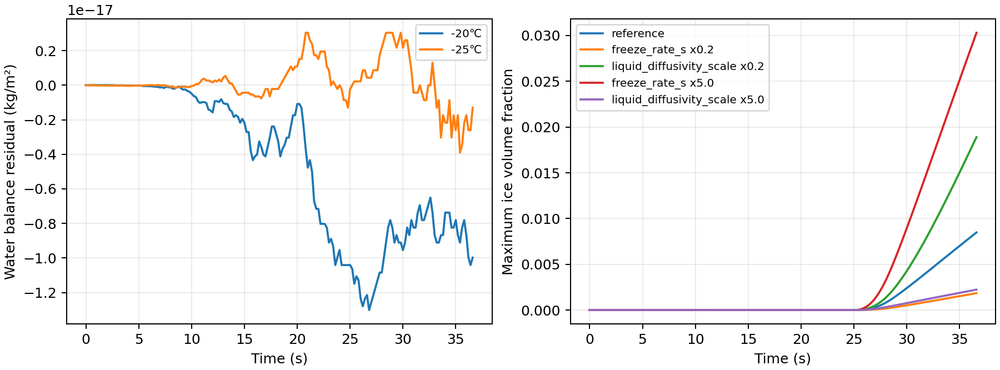 1e−17
Water balance residual (kg/m²)
0.2
0.0
−0.2
−0.4
−0.6
−0.8
−1.0
−1.2
-20℃
-25℃
0 5 10 15 20 25 30 35
Time (s)
Maximum ice volume fraction
0.030
0.025
0.020
0.015
0.010
0.005
0.000
reference
freeze_rate_s x0.2
liquid_diffusivity_scale x0.2
freeze_rate_s x5.0
liquid_diffusivity_scale x5.0
0 5 10 15 20 25 30 35
Time (s)